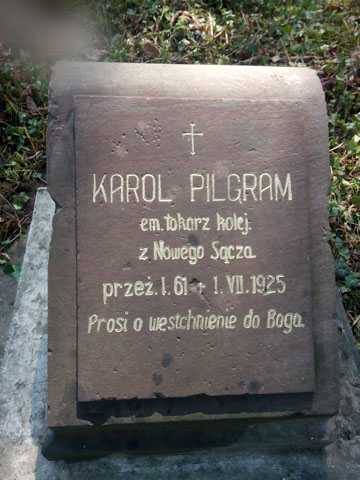 KAROL PILGRAM
em. tokarz kolej.
z Nowego Sącza
przeż. l. 61 + 1. VII. 1925
Prosi o westchnienie do Boga.